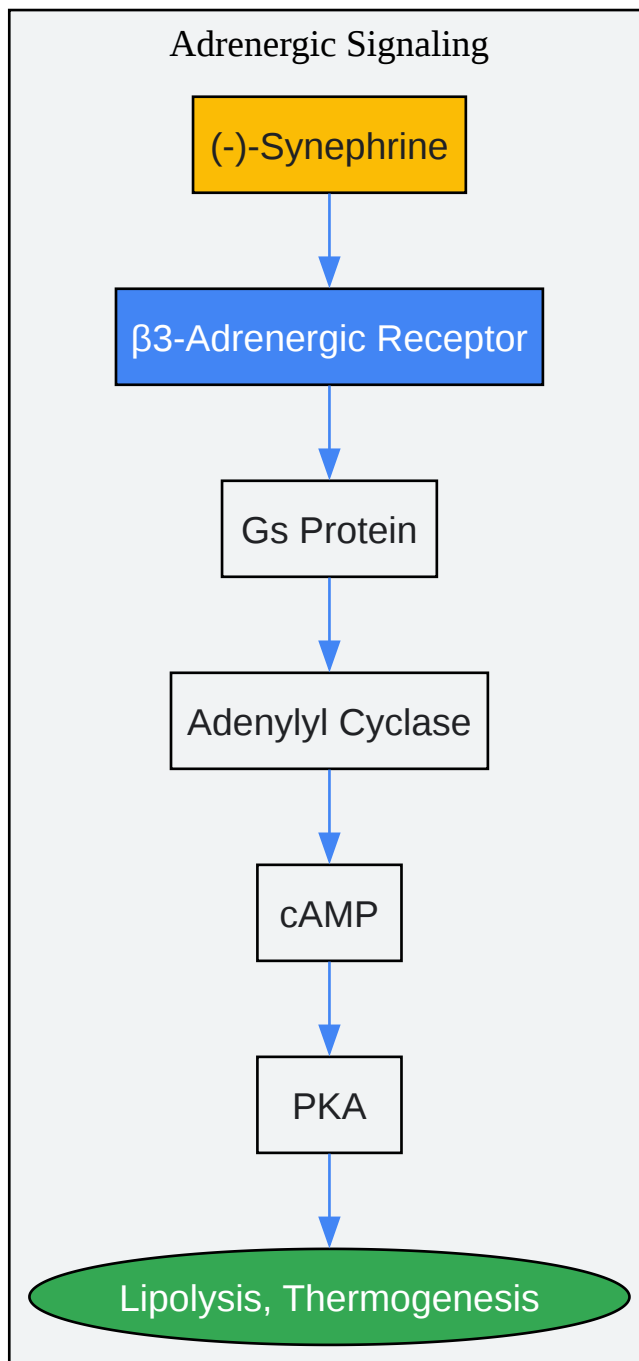 Adrenergic Signaling
(-)-Synephrine
β3-Adrenergic Receptor
Gs Protein
Adenylyl Cyclase
cAMP
PKA
Lipolysis, Thermogenesis